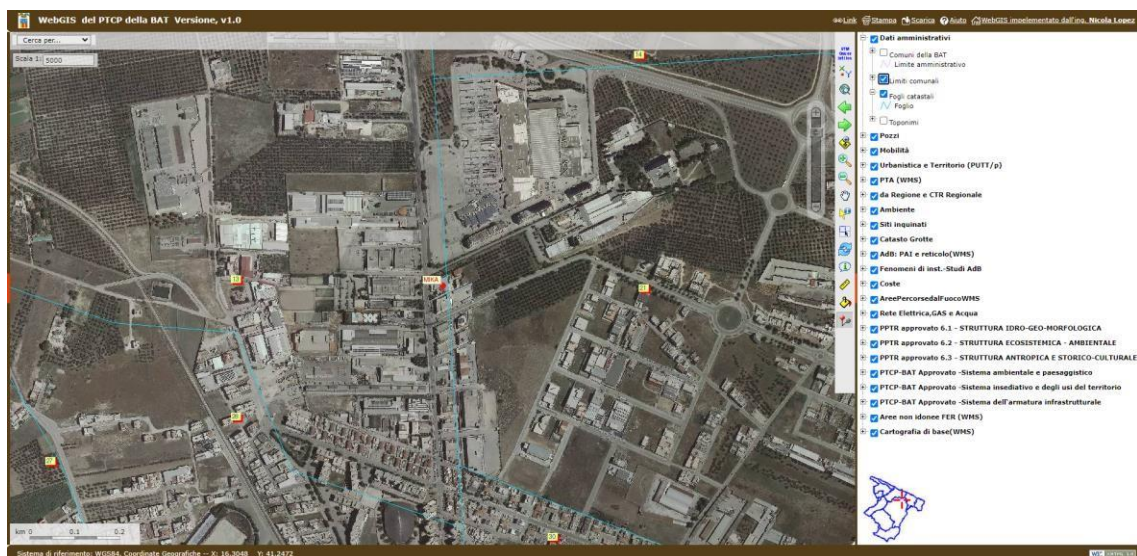 WebGIS del PTCP della BAT Versione, v1.0
Link Stampa Scarica Aiuto WebGIS implementato dall'ing. Nicola Lopez
Cerca per...
Scala 1: 5000
Dati amministrativi
Comuni della BAT
Limite amministrativo
Limiti comunali
Fogli catastali
Foglio
Toponimi
Pozzi
Mobilità
Urbanistica e Territorio (PUTT/p)
PTA (WMS)
da Regione e CTR Regionale
Ambiente
Siti inquinati
Catasto Grotte
AdB: PAI e reticolo(WMS)
Fenomeni di inst.-Studi AdB
Coste
AreePercorsedalFuocoWMS
Rete Elettrica,GAS e Acqua
PPTR approvato 6.1 - STRUTTURA IDRO-GEO-MORFOLOGICA
PPTR approvato 6.2 - STRUTTURA ECOSISTEMICA - AMBIENTALE
PPTR approvato 6.3 - STRUTTURA ANTROPICA E STORICO-CULTURALE
PTCP-BAT Approvato -Sistema ambientale e paesaggistico
PTCP-BAT Approvato -Sistema insediativo e degli usi del territorio
PTCP-BAT Approvato -Sistema dell'armatura infrastrutturale
Aree non idonee FER (WMS)
Cartografia di base(WMS)
MIKA
km 0 0.1 0.2
Sistema di riferimento: WGS84, Coordinate Geografiche -- X: 16.3048 Y: 41.2472